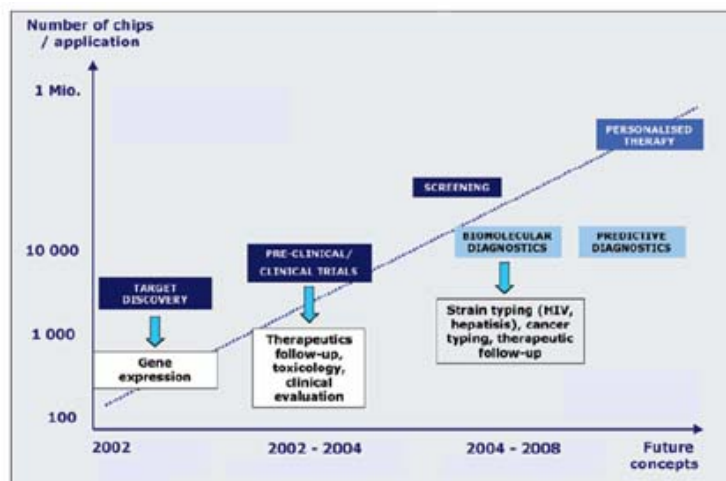 Number of chips
/ application
1 Mio.
PERSONALISED
THERAPY
SCREENING
BIOMOLECULAR
DIAGNOSTICS
PREDICTIVE
DIAGNOSTICS
10 000
PRE-CLINICAL/
CLINICAL TRIALS
TARGET
DISCOVERY
1 000
Strain typing (HIV,
hepatisis), cancer
typing, therapeutic
follow-up
Therapeutics
follow-up,
toxicology,
clinical
evaluation
Gene
expression
100
2002
2002 - 2004
2004 - 2008
Future
concepts